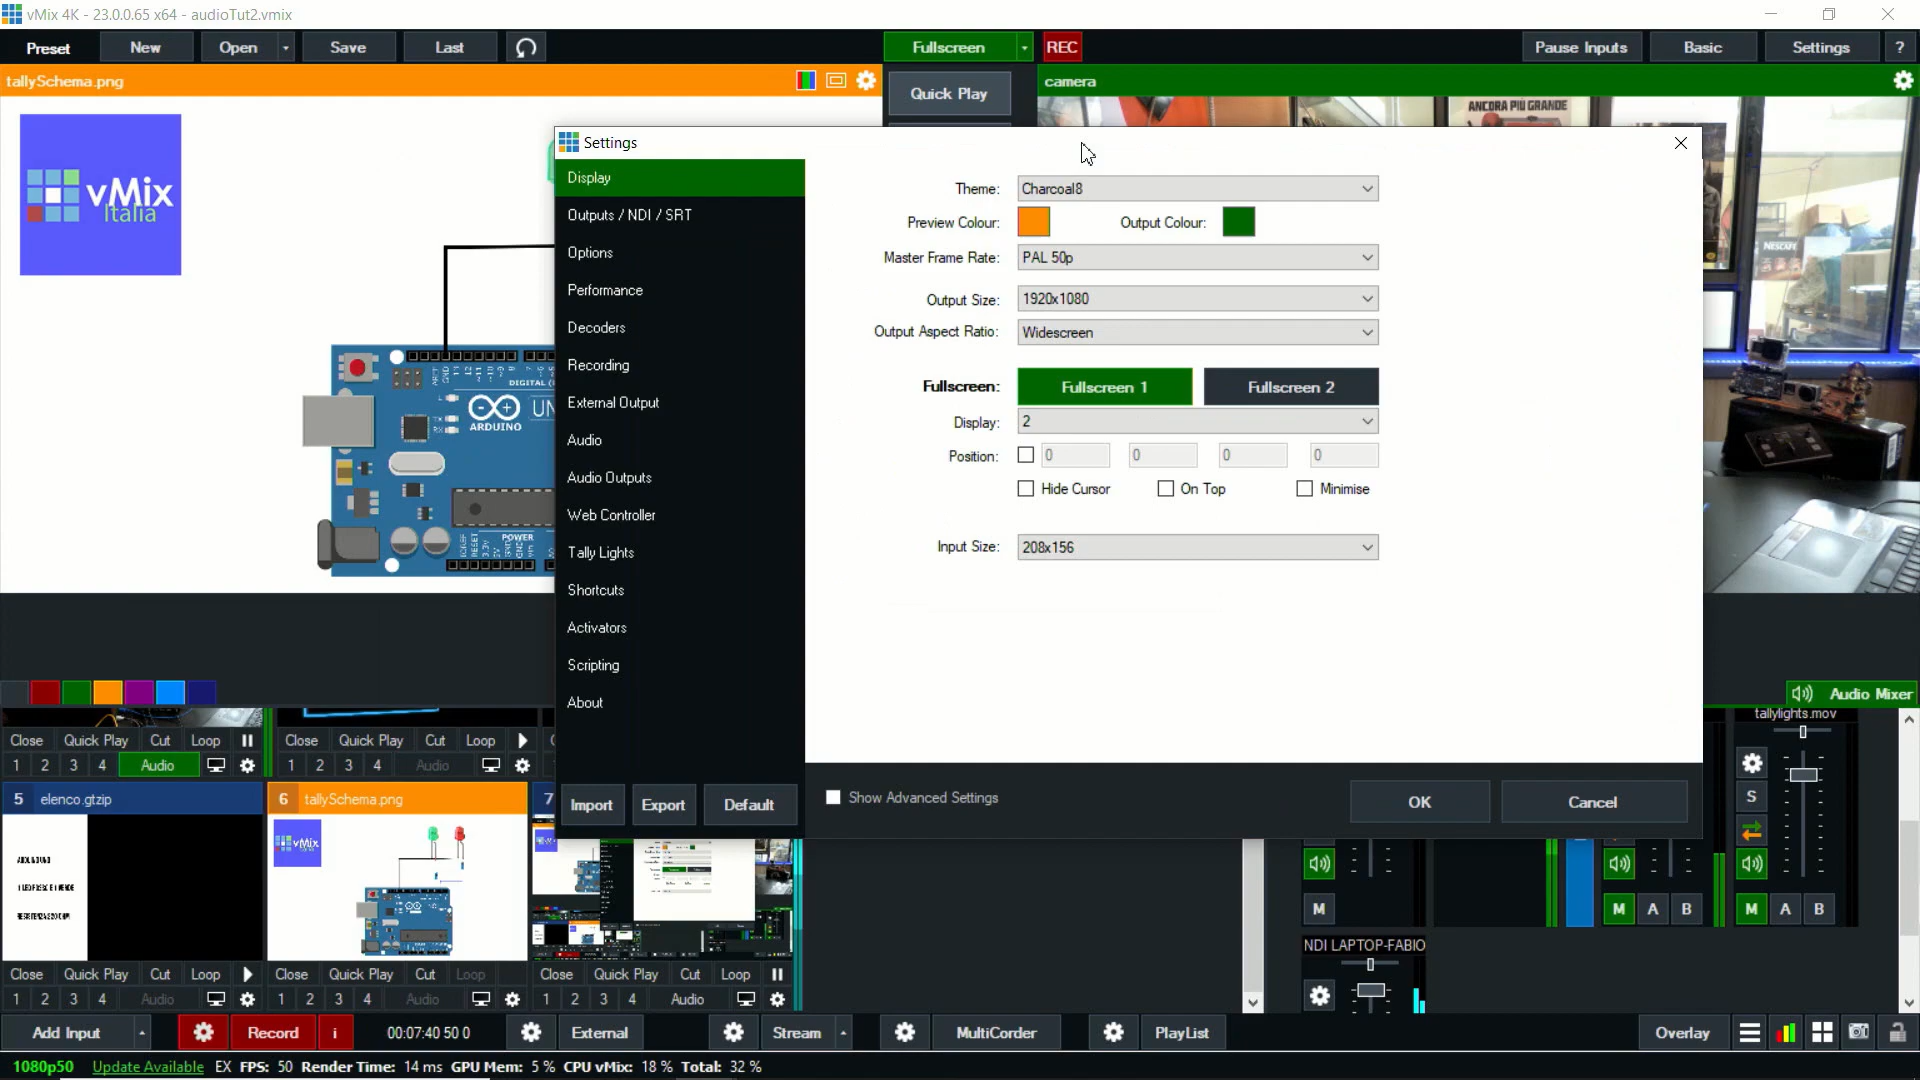 vMix 4K - 23.0.0.65 x64 - audioTut2.vmix
Preset New Open Save Last Fullscreen REC Pause Inputs Basic Settings ?
tallySchema.png
Quick Play
camera
ANCORA PIÙ GRANDE
vMix
Italia
NESCAFÉ
DIGITAL
ARDUINO
UN
POWER
Settings
Display
Outputs / NDI / SRT
Options
Performance
Decoders
Recording
External Output
Audio
Audio Outputs
Web Controller
Tally Lights
Shortcuts
Activators
Scripting
About
Import Export Default
Theme: Charcoal8
Preview Colour: Output Colour:
Master Frame Rate: PAL 50p
Output Size: 1920x1080
Output Aspect Ratio: Widescreen
Fullscreen: Fullscreen 1 Fullscreen 2
Display: 2
Position: 0 0 0 0
Hide Cursor On Top Minimise
Input Size: 208x156
Show Advanced Settings
OK Cancel
Audio Mixer
tallylights.mov
Close Quick Play Cut Loop Close Quick Play Cut Loop
1 2 3 4 Audio 1 2 3 4 Audio
5 elenco.gtzip 6 tallySchema.png 7
S
M M A B M A B
NDI LAPTOP-FABIO
Close Quick Play Cut Loop Close Quick Play Cut Loop Close Quick Play Cut Loop
1 2 3 4 Audio 1 2 3 4 Audio 1 2 3 4 Audio
Add Input Record i 00:07:40 50 0 External Stream MultiCorder PlayList Overlay
1080p50 Update Available EX FPS: 50 Render Time: 14 ms GPU Mem: 5 % CPU vMix: 18 % Total: 32 %